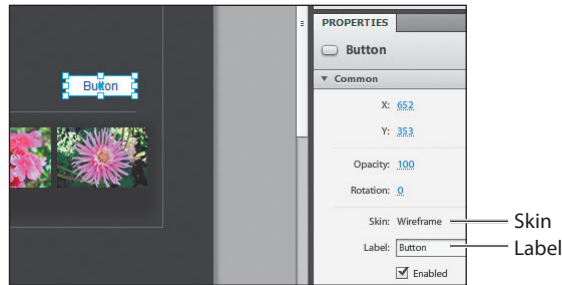 Button
PROPERTIES
Button
Common
X: 652
Y: 353
Opacity: 100
Rotation: 0
Skin: Wireframe
Skin
Label: Button
Label
Enabled